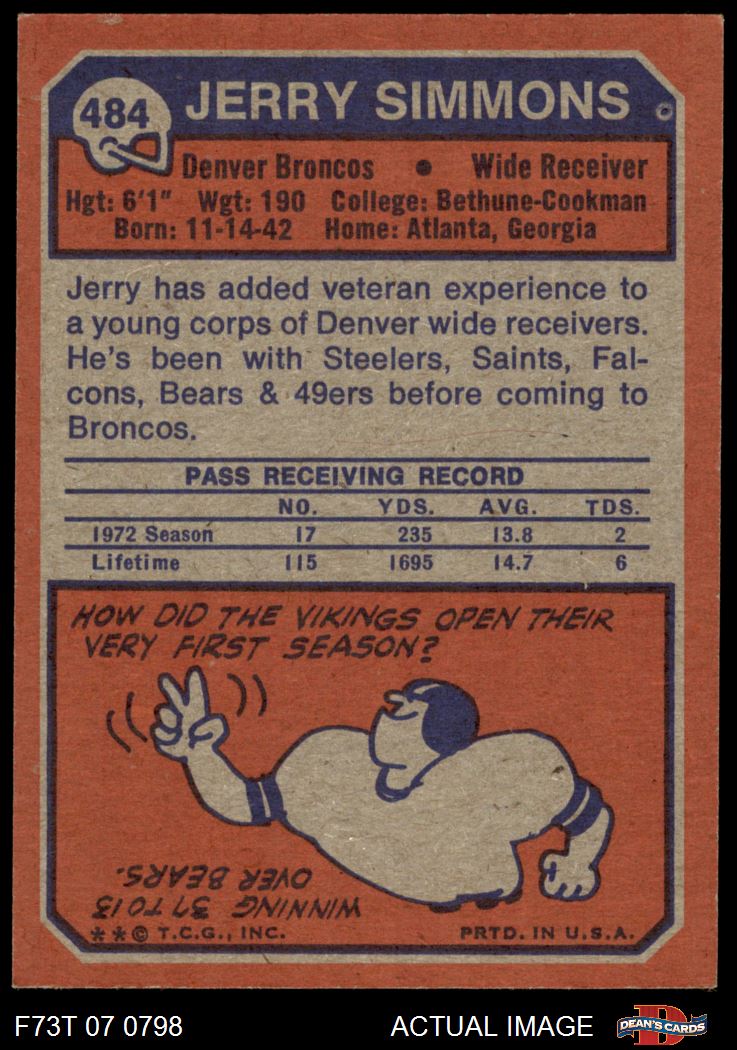 484 JERRY SIMMONS
Denver Broncos • Wide Receiver
Hgt: 6'1" Wgt: 190 College: Bethune-Cookman
Born: 11-14-42 Home: Atlanta, Georgia
Jerry has added veteran experience to
a young corps of Denver wide receivers.
He's been with Steelers, Saints, Fal-
cons, Bears & 49ers before coming to
Broncos.
PASS RECEIVING RECORD
NO. YDS. AVG. TDS.
1972 Season 17 235 13.8 2
Lifetime 115 1695 14.7 6
HOW DID THE VIKINGS OPEN THEIR
VERY FIRST SEASON?
WINNING 37 TO 13
OVER BEARS.
**© T.C.G., INC. PRTD. IN U.S.A.
F73T 07 0798 ACTUAL IMAGE D DEAN'S CARDS